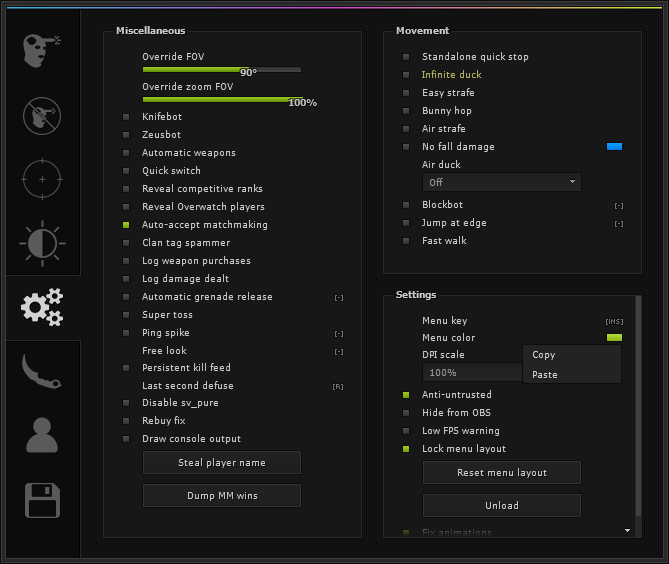 Miscellaneous
Override FOV
90°
Override zoom FOV
100%
Knifebot
Zeusbot
Automatic weapons
Quick switch
Reveal competitive ranks
Reveal Overwatch players
Auto-accept matchmaking
Clan tag spammer
Log weapon purchases
Log damage dealt
Automatic grenade release [-]
Super toss
Ping spike [-]
Free look [-]
Persistent kill feed
Last second defuse [R]
Disable sv_pure
Rebuy fix
Draw console output
Steal player name
Dump MM wins
Movement
Standalone quick stop
Infinite duck
Easy strafe
Bunny hop
Air strafe
No fall damage
Air duck
Off
Blockbot [-]
Jump at edge [-]
Fast walk
Settings
Menu key [INS]
Menu color
DPI scale
Copy
100%
Paste
Anti-untrusted
Hide from OBS
Low FPS warning
Lock menu layout
Reset menu layout
Unload
Fix animations